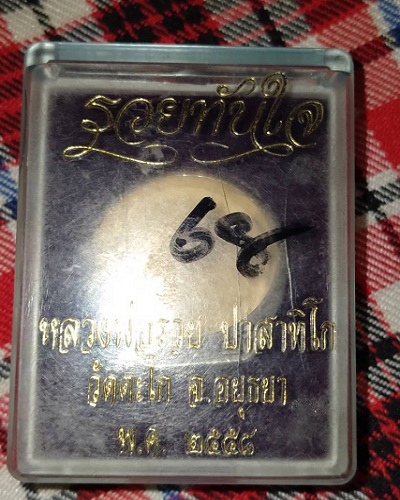 รวยทันใจ
๖๘
หลวงพ่อรวย ปาสาทิโก
วัดตะโก จ.อยุธยา
พ.ศ. ๒๕๕๘